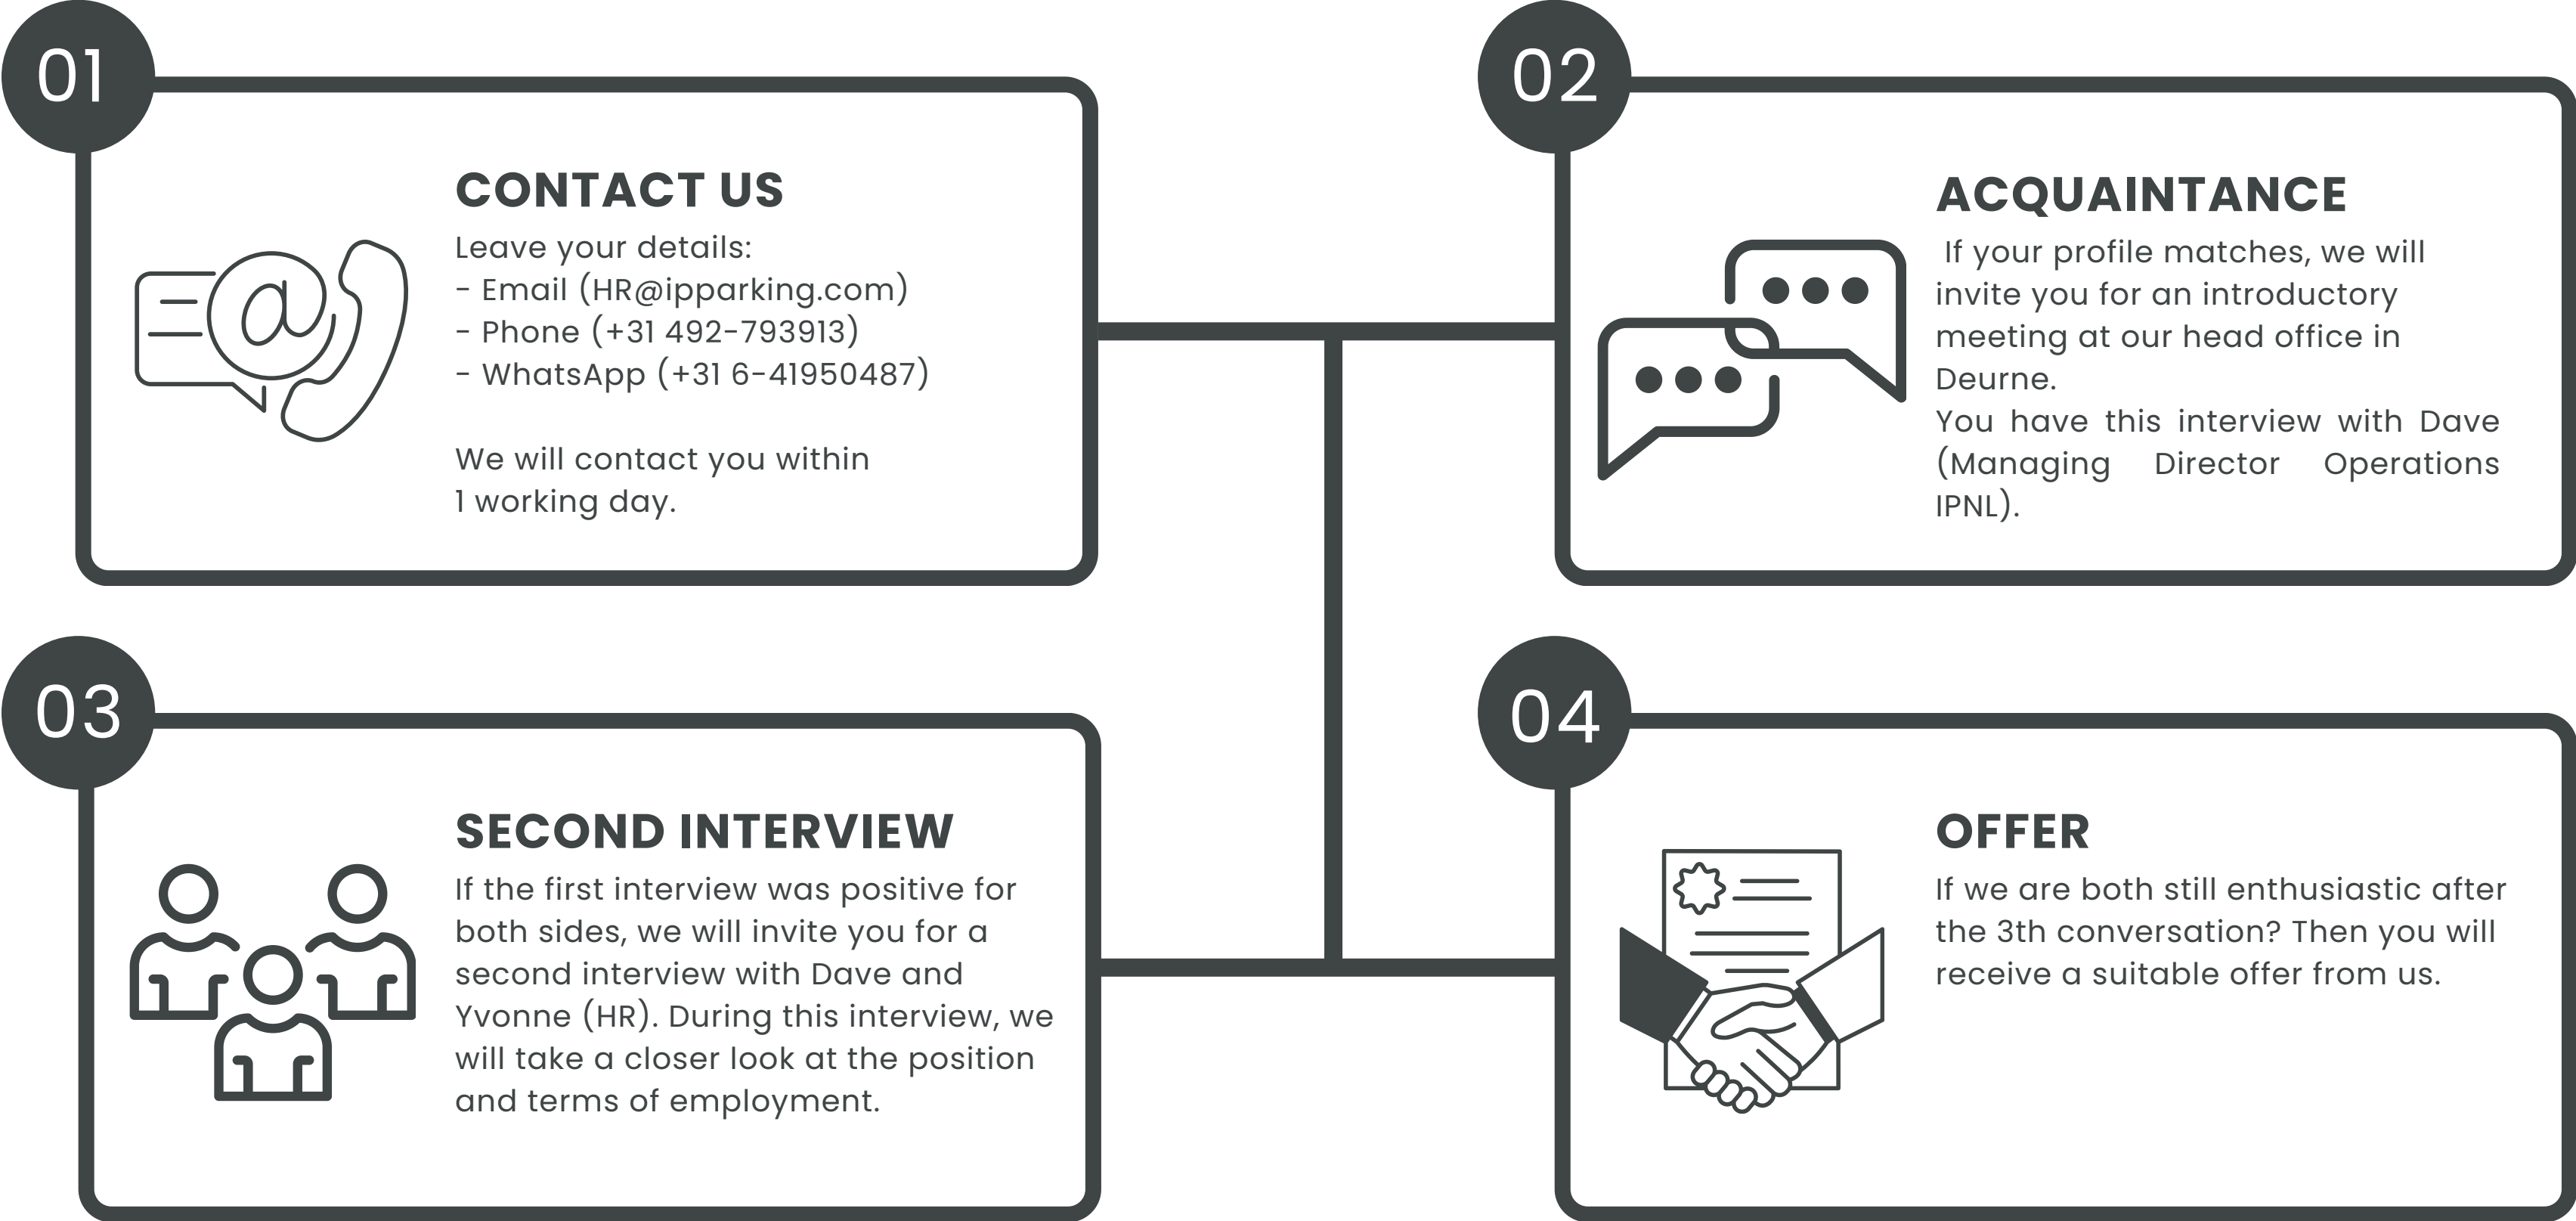 01
CONTACT US
Leave your details:
- Email (HR@ipparking.com)
- Phone (+31 492-793913)
- WhatsApp (+31 6-41950487)
We will contact you within
1 working day.
02
ACQUAINTANCE
If your profile matches, we will
invite you for an introductory
meeting at our head office in
Deurne.
You have this interview with Dave
(Managing Director Operations
IPNL).
03
SECOND INTERVIEW
If the first interview was positive for
both sides, we will invite you for a
second interview with Dave and
Yvonne (HR). During this interview, we
will take a closer look at the position
and terms of employment.
04
OFFER
If we are both still enthusiastic after
the 3th conversation? Then you will
receive a suitable offer from us.